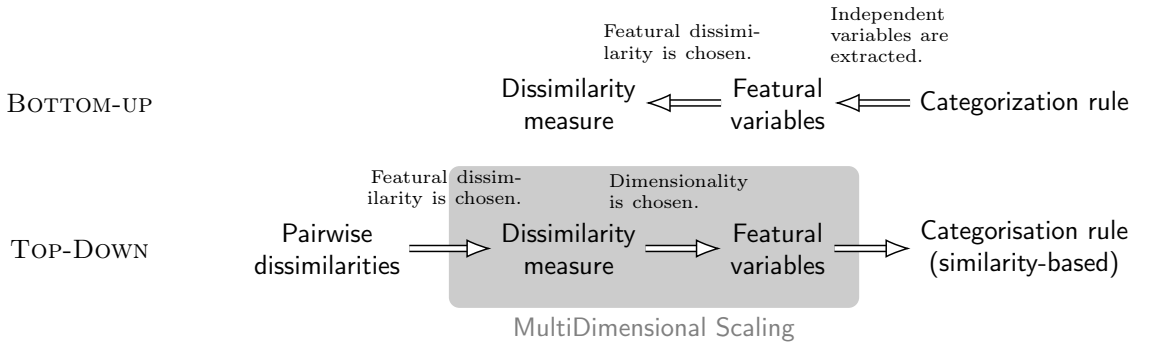 Featural dissimi-
larity is chosen.
Independent
variables are
extracted.
BOTTOM-UP
Dissimilarity
measure
Featural
variables
Categorization rule
Featural dissim-
ilarity is chosen.
Dimensionality
is chosen.
TOP-DOWN
Pairwise
dissimilarities
Dissimilarity
measure
Featural
variables
Categorisation rule
(similarity-based)
MultiDimensional Scaling